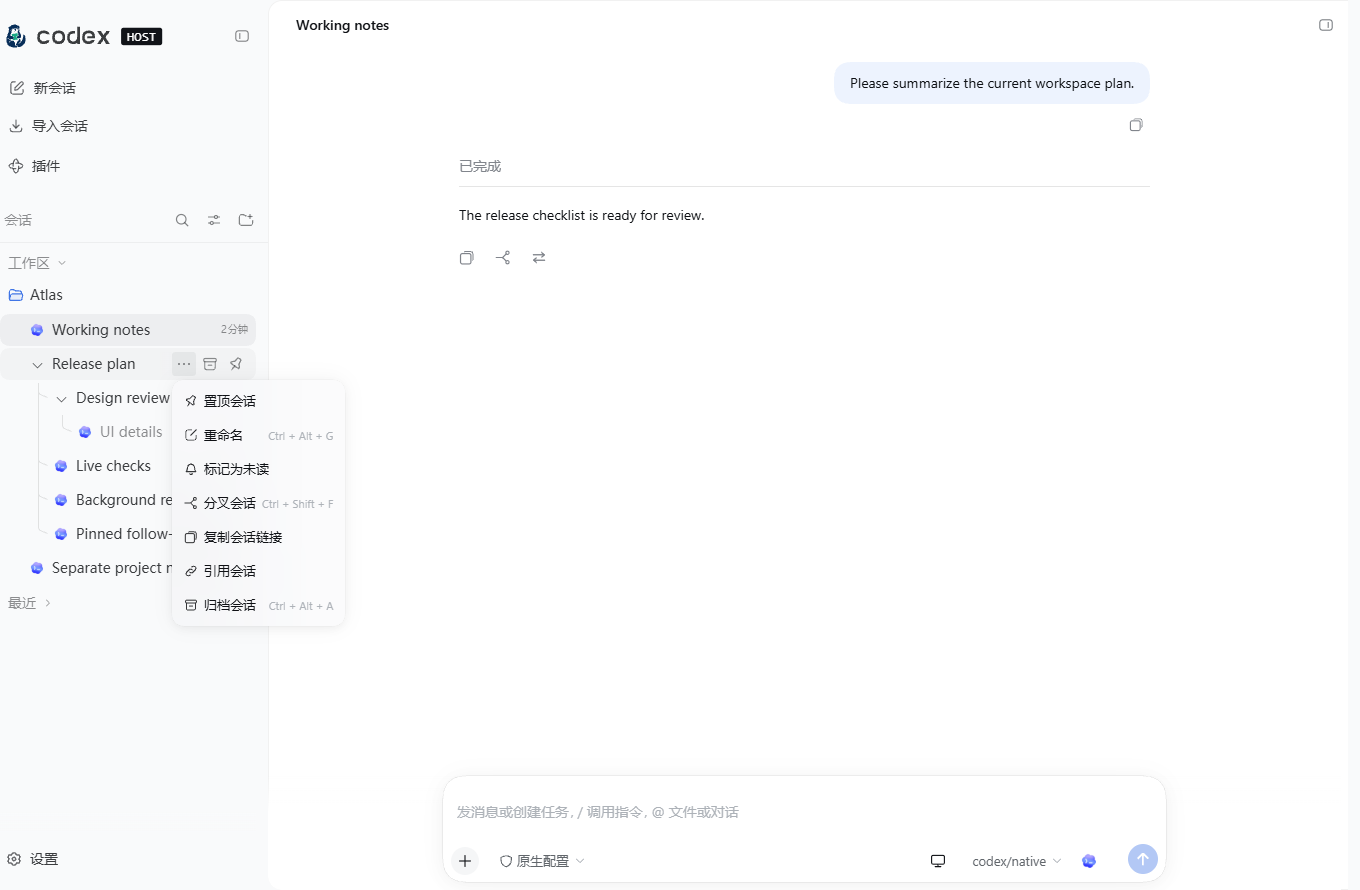 codex HOST
新会话
导入会话
插件
会话
工作区
Atlas
Working notes 2分钟
Release plan
Design review
UI details
Live checks
Background re
Pinned follow-
Separate project
最近
设置
置顶会话
重命名 Ctrl + Alt + G
标记为未读
分叉会话 Ctrl + Shift + F
复制会话链接
引用会话
归档会话 Ctrl + Alt + A
Working notes
Please summarize the current workspace plan.
已完成
The release checklist is ready for review.
发消息或创建任务, / 调用指令, @ 文件或对话
原生配置
codex/native